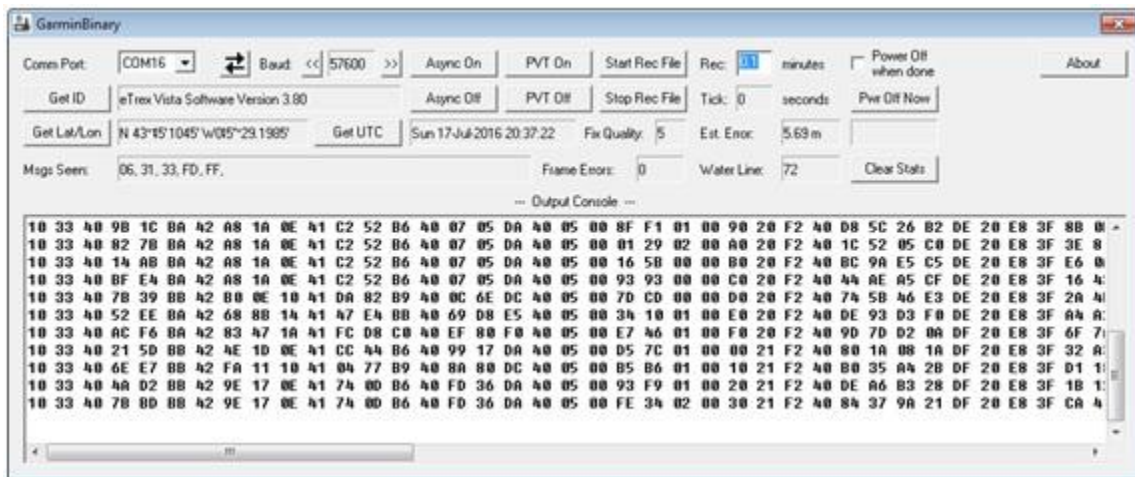 GarminBinary
Comm Port: COM16 Baud: << 57600 >> Async On PVT On Start Rec File Rec: 0.1 minutes Power Off when done About
Get ID eTrex Vista Software Version 3.80 Async Off PVT Off Stop Rec File Tick: 0 seconds Pwr Off Now
Get Lat/Lon Get UTC Sun 17-Jul-2016 20:37:22 Fix Quality: 5 Est. Error: 5.69 m
Msgs Seen: 06, 31, 33, FD, FF, Frame Errors: 0 Water Line: 72 Clear Stats
--- Output Console ---
10 33 40 9B 1C BA 42 A8 1A 0E 41 C2 52 B6 40 07 05 DA 40 05 00 8F F1 01 00 90 20 F2 40 D8 5C 26 B2 DE 20 E8 3F 8B
10 33 40 82 7B BA 42 A8 1A 0E 41 C2 52 B6 40 07 05 DA 40 05 00 01 29 02 00 A0 20 F2 40 1C 52 05 C0 DE 20 E8 3F 3E
10 33 40 14 AB BA 42 A8 1A 0E 41 C2 52 B6 40 07 05 DA 40 05 00 16 5B 00 00 B0 20 F2 40 BC 9A E5 C5 DE 20 E8 3F E6
10 33 40 BF E4 BA 42 A8 1A 0E 41 C2 52 B6 40 07 05 DA 40 05 00 93 93 00 00 C0 20 F2 40 44 AE A5 CF DE 20 E8 3F 16
10 33 40 7B 39 BB 42 B0 0E 10 41 DA 82 B9 40 0C 6E DC 40 05 00 7D CD 00 00 D0 20 F2 40 74 5B 46 E3 DE 20 E8 3F 2A
10 33 40 52 EE BA 42 68 8B 14 41 47 E4 BB 40 69 D8 E5 40 05 00 34 10 01 00 E0 20 F2 40 DE 93 D3 F0 DE 20 E8 3F A4
10 33 40 AC F6 BA 42 83 47 1A 41 FC D8 C0 40 EF 80 F0 40 05 00 E7 46 01 00 F0 20 F2 40 9D 7D D2 0A DF 20 E8 3F 6F
10 33 40 21 5D BB 42 4E 1D 0E 41 CC 44 B6 40 99 17 DA 40 05 00 D5 7C 01 00 00 21 F2 40 80 1A 08 1A DF 20 E8 3F 32
10 33 40 6E E7 BB 42 FA 11 10 41 04 77 B9 40 8A 80 DC 40 05 00 B5 B6 01 00 10 21 F2 40 B0 35 A4 2B DF 20 E8 3F D1
10 33 40 4A D2 BB 42 9E 17 0E 41 74 0D B6 40 FD 36 DA 40 05 00 93 F9 01 00 20 21 F2 40 DE A6 B3 28 DF 20 E8 3F 1B
10 33 40 7B BD BB 42 9E 17 0E 41 74 0D B6 40 FD 36 DA 40 05 00 FE 34 02 00 30 21 F2 40 84 37 9A 21 DF 20 E8 3F CA